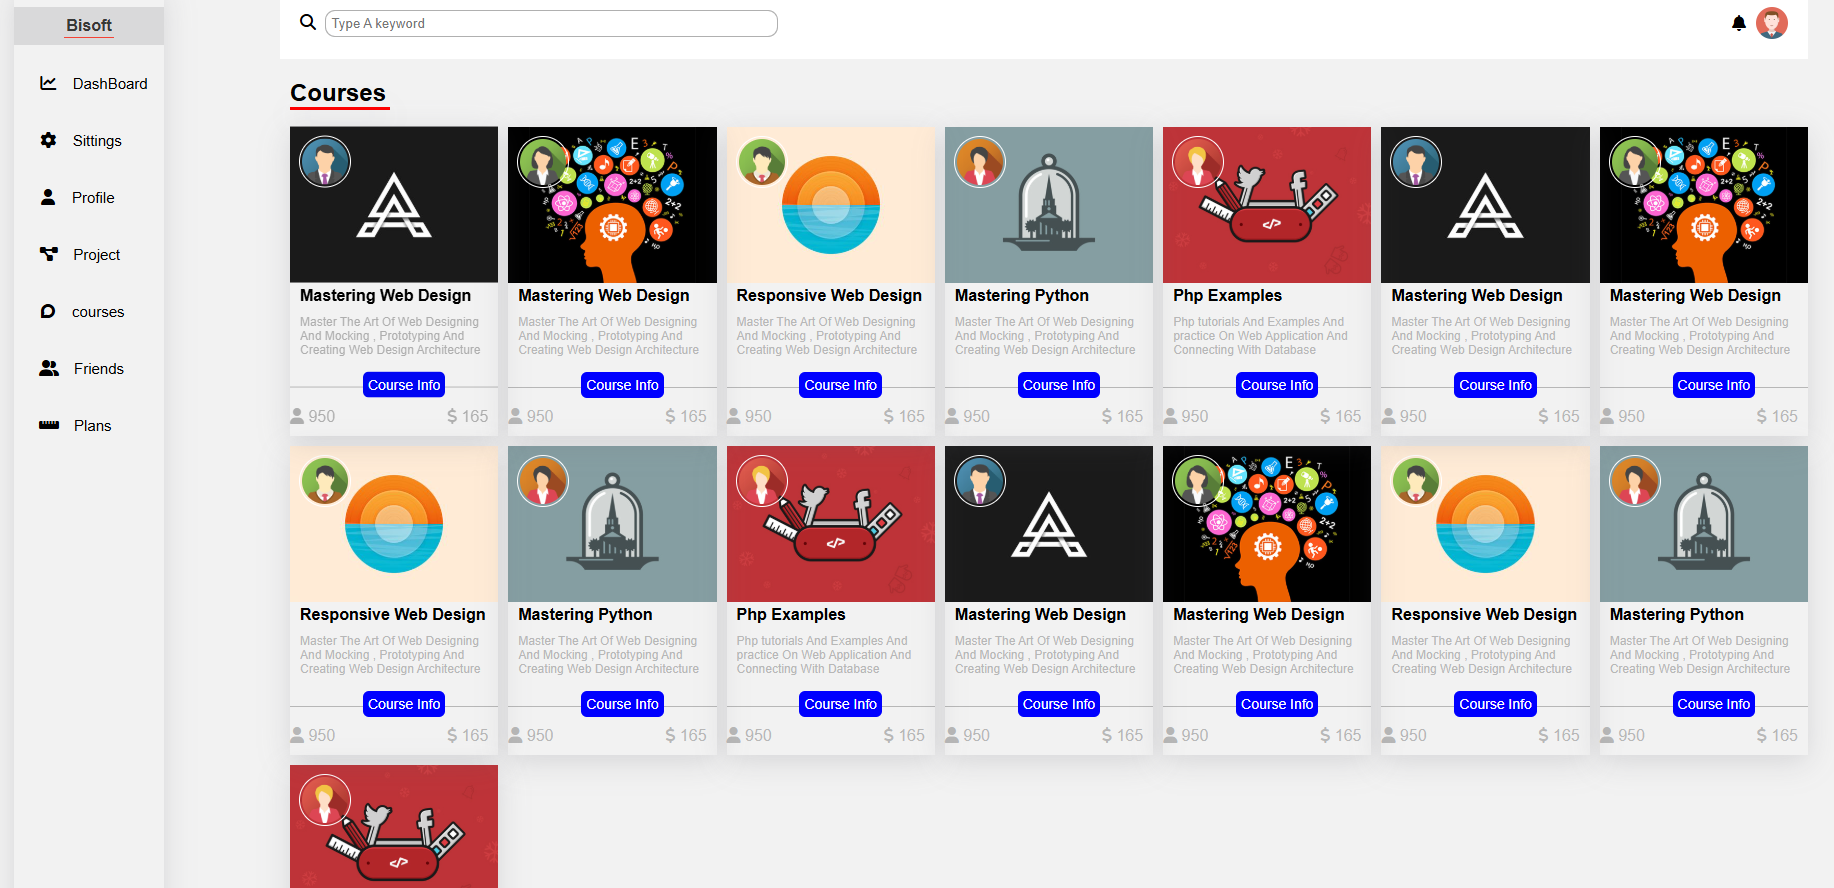 Bisoft
Type A keyword
DashBoard
Sittings
Profile
Project
courses
Friends
Plans
Courses
Mastering Web Design
Master The Art Of Web Designing
And Mocking , Prototyping And
Creating Web Design Architecture
Course Info
950
$ 165
Mastering Web Design
Master The Art Of Web Designing
And Mocking , Prototyping And
Creating Web Design Architecture
Course Info
950
$ 165
Responsive Web Design
Master The Art Of Web Designing
And Mocking , Prototyping And
Creating Web Design Architecture
Course Info
950
$ 165
Mastering Python
Master The Art Of Web Designing
And Mocking , Prototyping And
Creating Web Design Architecture
Course Info
950
$ 165
Php Examples
Php tutorials And Examples And
practice On Web Application And
Connecting With Database
Course Info
950
$ 165
Mastering Web Design
Master The Art Of Web Designing
And Mocking , Prototyping And
Creating Web Design Architecture
Course Info
950
$ 165
Mastering Web Design
Master The Art Of Web Designing
And Mocking , Prototyping And
Creating Web Design Architecture
Course Info
950
$ 165
Responsive Web Design
Master The Art Of Web Designing
And Mocking , Prototyping And
Creating Web Design Architecture
Course Info
950
$ 165
Mastering Python
Master The Art Of Web Designing
And Mocking , Prototyping And
Creating Web Design Architecture
Course Info
950
$ 165
Php Examples
Php tutorials And Examples And
practice On Web Application And
Connecting With Database
Course Info
950
$ 165
Mastering Web Design
Master The Art Of Web Designing
And Mocking , Prototyping And
Creating Web Design Architecture
Course Info
950
$ 165
Mastering Web Design
Master The Art Of Web Designing
And Mocking , Prototyping And
Creating Web Design Architecture
Course Info
950
$ 165
Responsive Web Design
Master The Art Of Web Designing
And Mocking , Prototyping And
Creating Web Design Architecture
Course Info
950
$ 165
Mastering Python
Master The Art Of Web Designing
And Mocking , Prototyping And
Creating Web Design Architecture
Course Info
950
$ 165